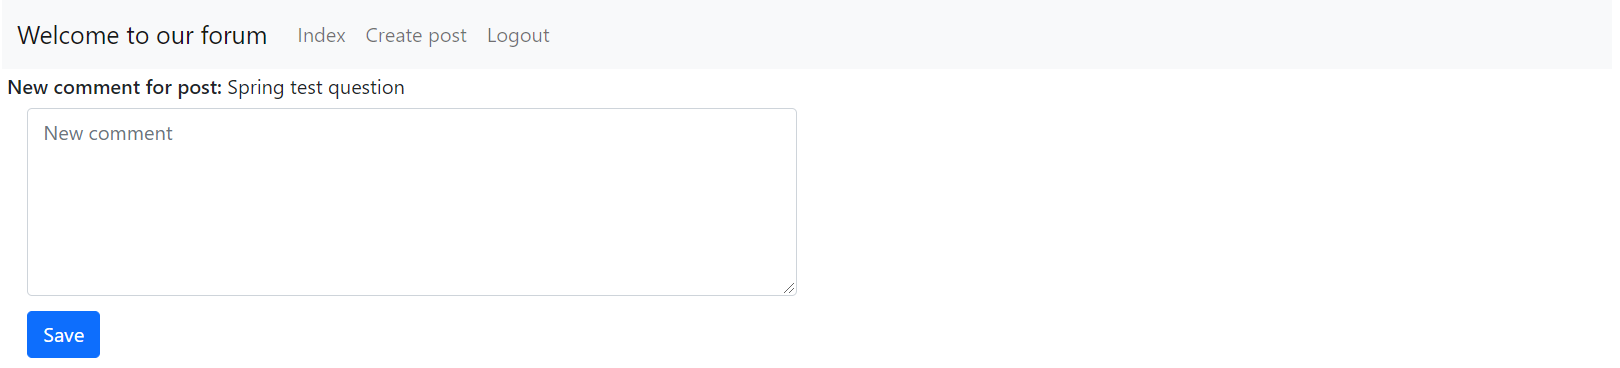 Welcome to our forum Index Create post Logout
New comment for post: Spring test question
New comment
Save